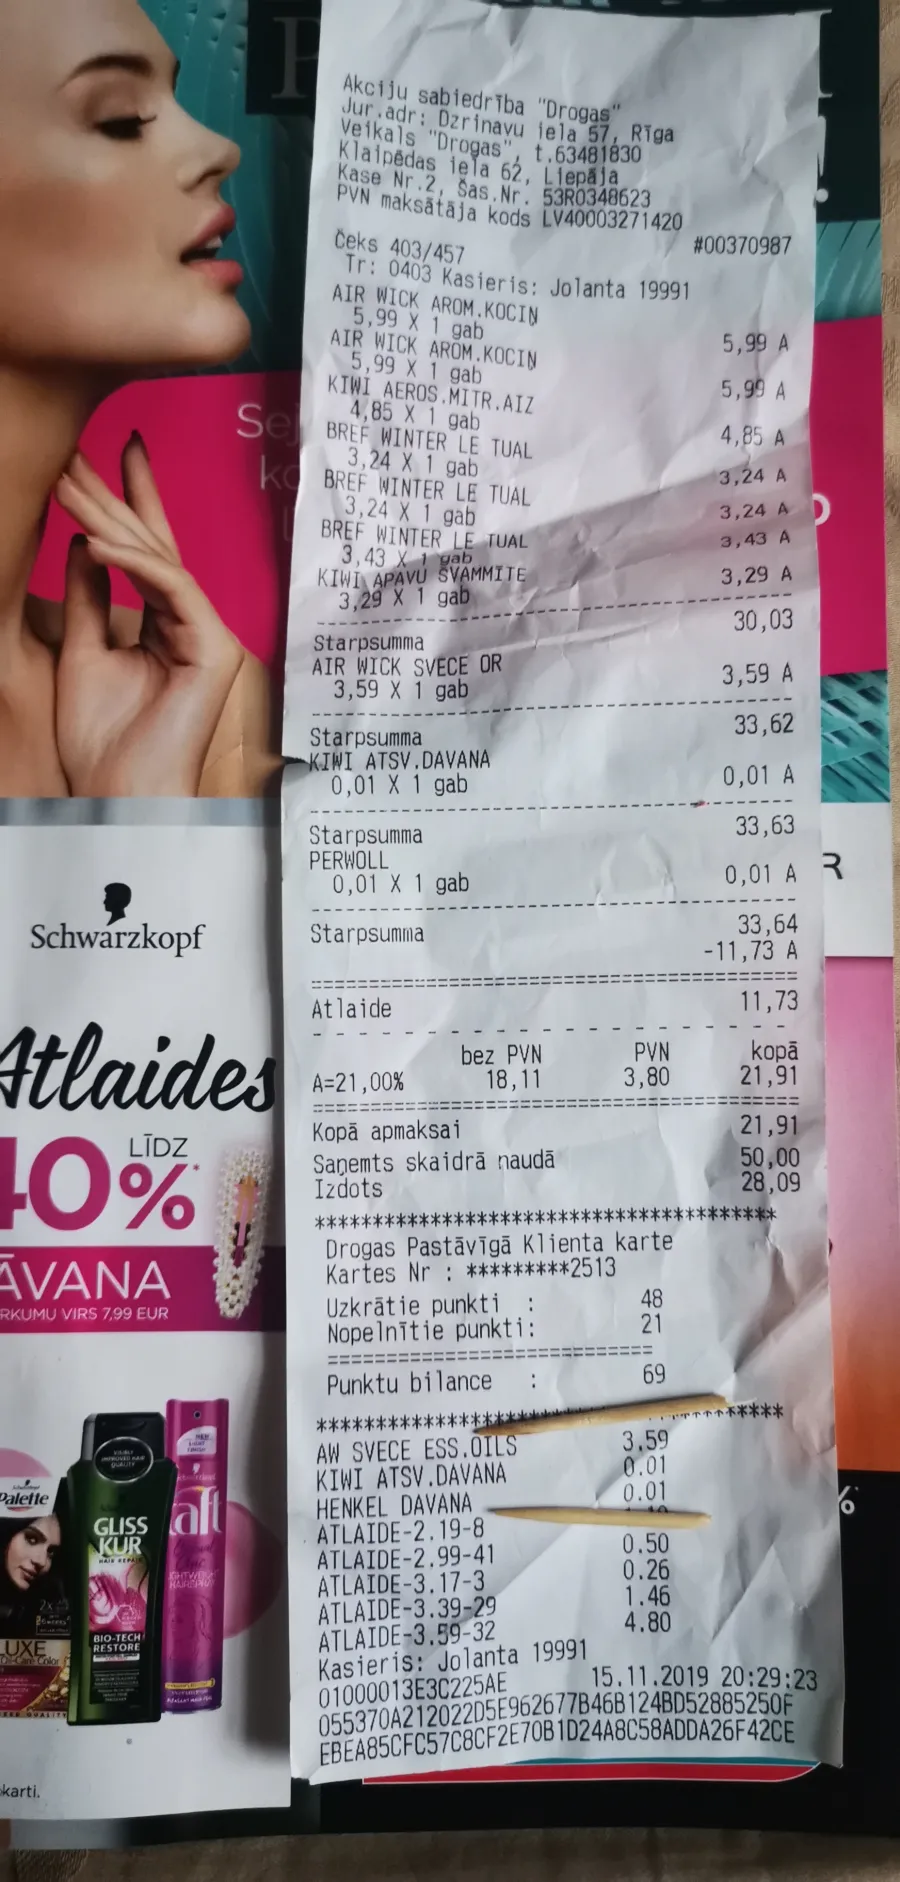 Akciju sabiedrība "Drogas"
Jur.adr: Dzrinavu iela 57, Rīga
Veikals "Drogas", t.63481830
Klaipēdas iela 62, Liepāja
Kase Nr.2, Šas.Nr. 53R0348623
PVN maksātāja kods LV40003271420
#00370987
Čeks 403/457
Tr: 0403 Kasieris: Jolanta 19991
AIR WICK AROM.KOCIŅ
5,99 X 1 gab 5,99 A
AIR WICK AROM.KOCIŅ
5,99 X 1 gab 5,99 A
KIWI AEROS.MITR.AIZ
4,85 X 1 gab 4,85 A
BREF WINTER LE TUAL
3,24 X 1 gab 3,24 A
BREF WINTER LE TUAL
3,24 X 1 gab 3,24 A
BREF WINTER LE TUAL
3,43 X 1 gab 3,43 A
KIWI APAVU ŠVAMMĪTE
3,29 X 1 gab 3,29 A
Starpsumma 30,03
AIR WICK SVECE OR
3,59 X 1 gab 3,59 A
Starpsumma 33,62
KIWI ATSV.DAVANA
0,01 X 1 gab 0,01 A
Starpsumma 33,63
PERWOLL
0,01 X 1 gab 0,01 A
Starpsumma 33,64
-11,73 A
Atlaide 11,73
bez PVN PVN kopā
A=21,00% 18,11 3,80 21,91
Kopā apmaksai 21,91
Saņemts skaidrā naudā 50,00
Izdots 28,09
****************************************
Drogas Pastāvīgā Klienta karte
Kartes Nr : *********2513
Uzkrātie punkti : 48
Nopelnītie punkti: 21
Punktu bilance : 69
AW SVECE ESS.OILS 3.59
KIWI ATSV.DAVANA 0.01
HENKEL DAVANA 0.01
ATLAIDE-2.19-8
ATLAIDE-2.99-41 0.50
ATLAIDE-3.17-3 0.26
ATLAIDE-3.39-29 1.46
ATLAIDE-3.59-32 4.80
Kasieris: Jolanta 19991
01000013E3C225AE 15.11.2019 20:29:23
055370A212022D5E962677B46B124BD52885250F
EBEA85CFC57C8CF2E70B1D24A8C58ADDA26F42CE
Schwarzkopf
Atlaides
LĪDZ
40%*
ĀVANA
RKUMU VIRS 7,99 EUR
Palette
GLISS
KUR
HAIR REPAIR
BIO-TECH
RESTORE
aft
LUXE
karti.